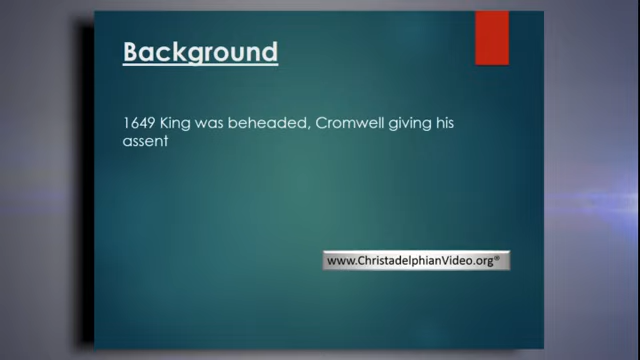 Background
1649 King was beheaded, Cromwell giving his
assent
www.ChristadelphianVideo.org®